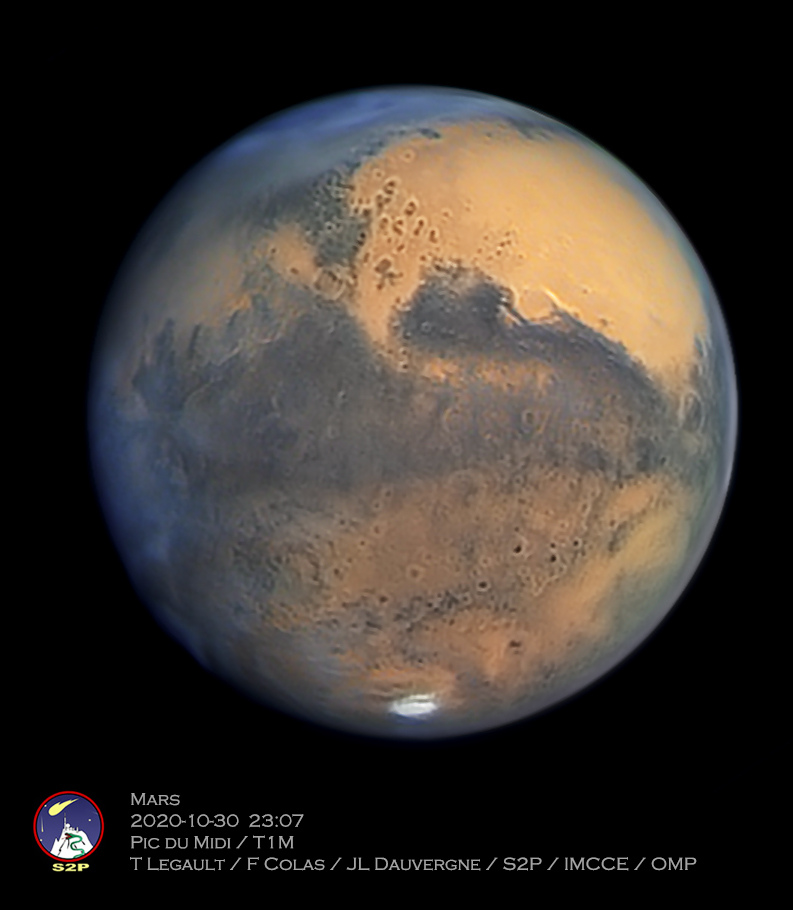 Mars
2020-10-30 23:07
Pic du Midi / T1M
T Legault / F Colas / JL Dauvergne / S2P / IMCCE / OMP
S2P